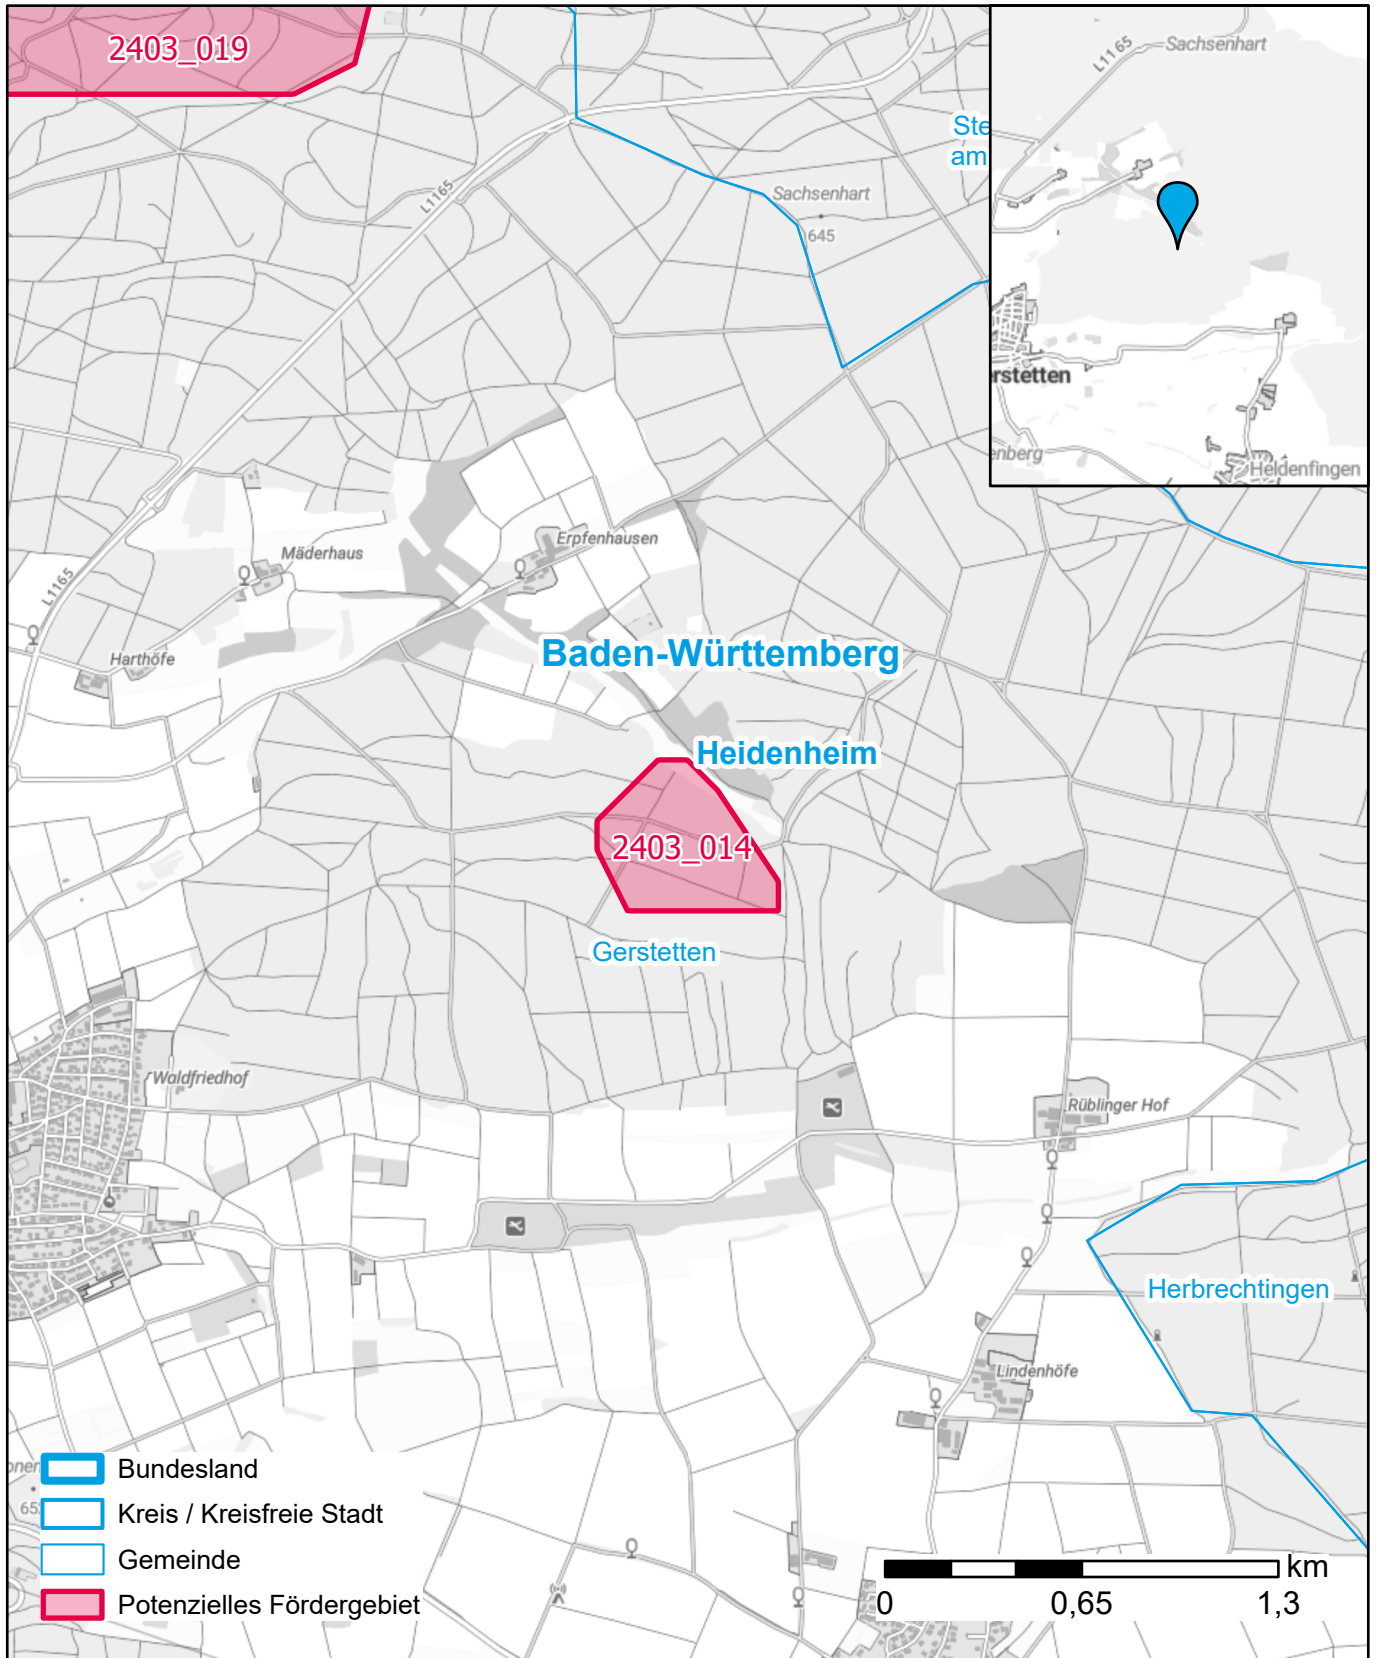 2403_019
L1165
Sachsenhart
645
Ste
am
L1165
Sachsenhart
erstetten
enberg
Heldenfingen
Mäderhaus
Erpfenhausen
L1165
Harthöfe
Baden-Württemberg
Heidenheim
2403_014
Gerstetten
Waldfriedhof
Rüblinger Hof
Herbrechtingen
Lindenhöfe
Bundesland
Kreis / Kreisfreie Stadt
Gemeinde
Potenzielles Fördergebiet
km
0 0,65 1,3